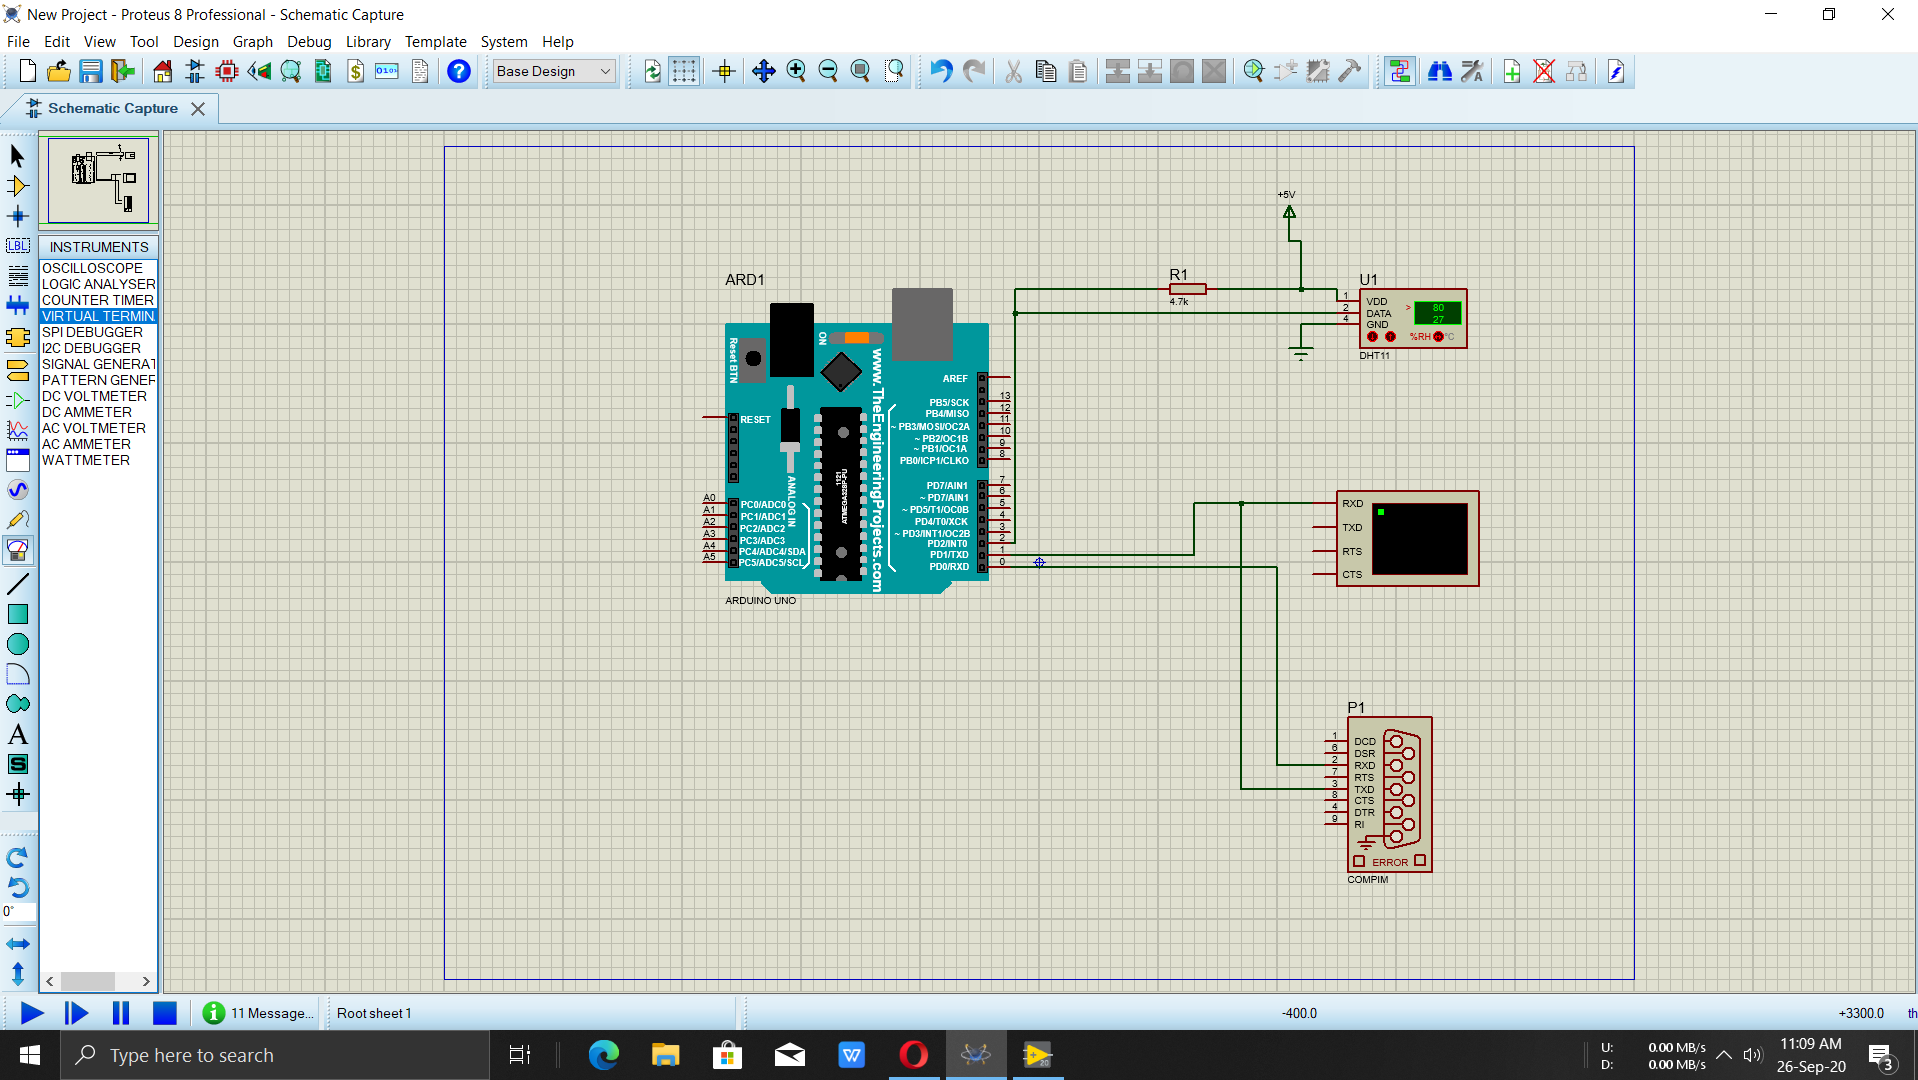 New Project - Proteus 8 Professional - Schematic Capture
File Edit View Tool Design Graph Debug Library Template System Help
Base Design
Schematic Capture
INSTRUMENTS
OSCILLOSCOPE
LOGIC ANALYSER
COUNTER TIMER
VIRTUAL TERMIN
SPI DEBUGGER
I2C DEBUGGER
SIGNAL GENERAT
PATTERN GENER
DC VOLTMETER
DC AMMETER
AC VOLTMETER
AC AMMETER
WATTMETER
LBL
A
S
0°
+5V
R1
4.7k
U1
1 VDD
2 DATA
4 GND
> 80
27
%RH °C
DHT11
ARD1
Reset BTN
ON
www.TheEngineeringProjects.com
RESET
ANALOG IN
1121
ATMEGA328P-PU
AREF
PB5/SCK 13
PB4/MISO 12
~ PB3/MOSI/OC2A 11
~ PB2/OC1B 10
~ PB1/OC1A 9
PB0/ICP1/CLKO 8
PD7/AIN1 7
~ PD7/AIN1 6
~ PD5/T1/OC0B 5
PD4/T0/XCK 4
~ PD3/INT1/OC2B 3
PD2/INT0 2
PD1/TXD 1
PD0/RXD 0
A0 PC0/ADC0
A1 PC1/ADC1
A2 PC2/ADC2
A3 PC3/ADC3
A4 PC4/ADC4/SDA
A5 PC5/ADC5/SCL
ARDUINO UNO
RXD
TXD
RTS
CTS
P1
1 DCD
6 DSR
2 RXD
7 RTS
3 TXD
8 CTS
4 DTR
9 RI
ERROR
COMPIM
11 Message...
Root sheet 1
-400.0
+3300.0
th
Type here to search
U: 0.00 MB/s
D: 0.00 MB/s
11:09 AM
26-Sep-20
3